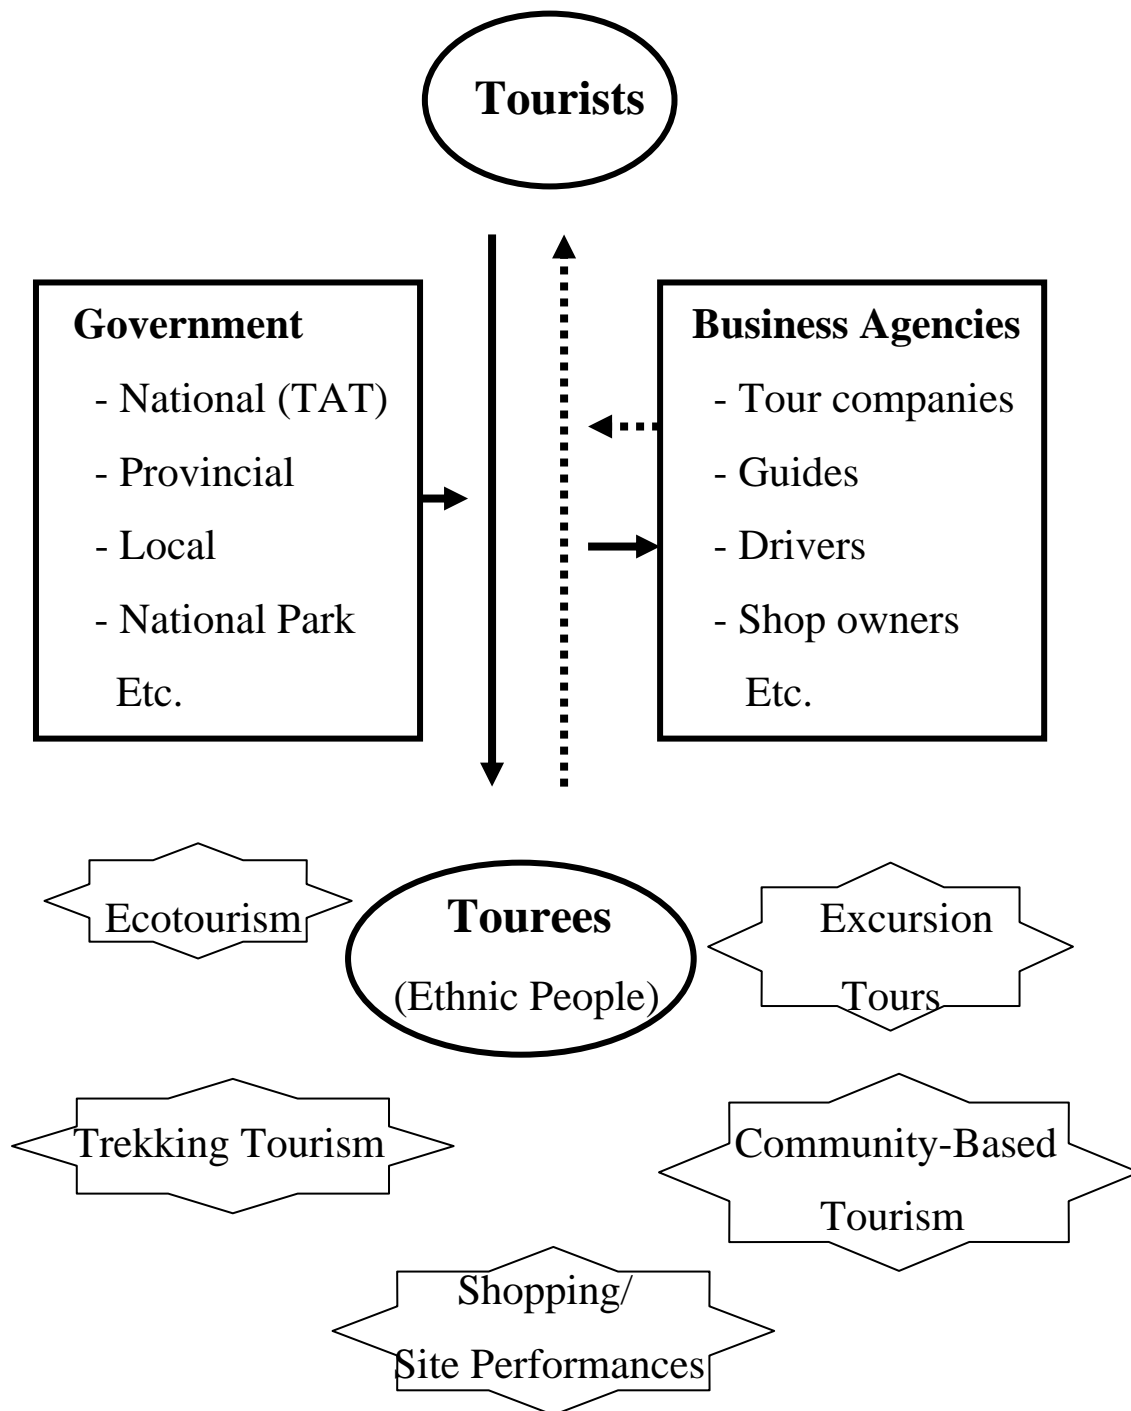 Tourists
Government
- National (TAT)
- Provincial
- Local
- National Park
Etc.
Business Agencies
- Tour companies
- Guides
- Drivers
- Shop owners
Etc.
Ecotourism
Tourees
(Ethnic People)
Excursion
Tours
Trekking Tourism
Community-Based
Tourism
Shopping/
Site Performances